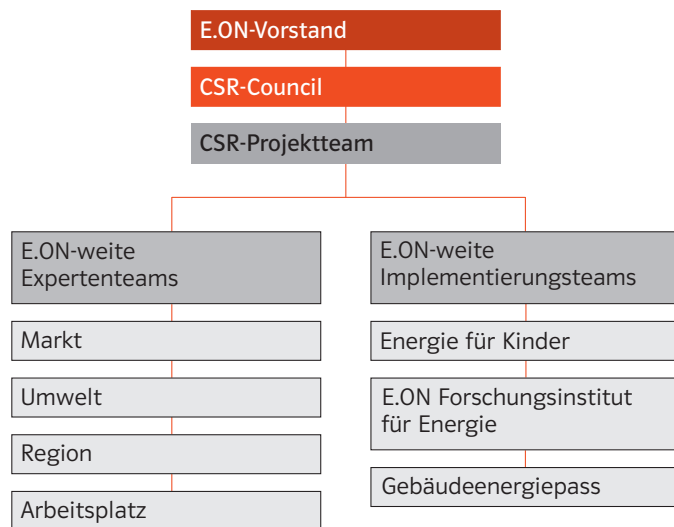 E.ON-Vorstand
CSR-Council
CSR-Projektteam
E.ON-weite
Expertenteams
Markt
Umwelt
Region
Arbeitsplatz
E.ON-weite
Implementierungsteams
Energie für Kinder
E.ON Forschungsinstitut
für Energie
Gebäudeenergiepass